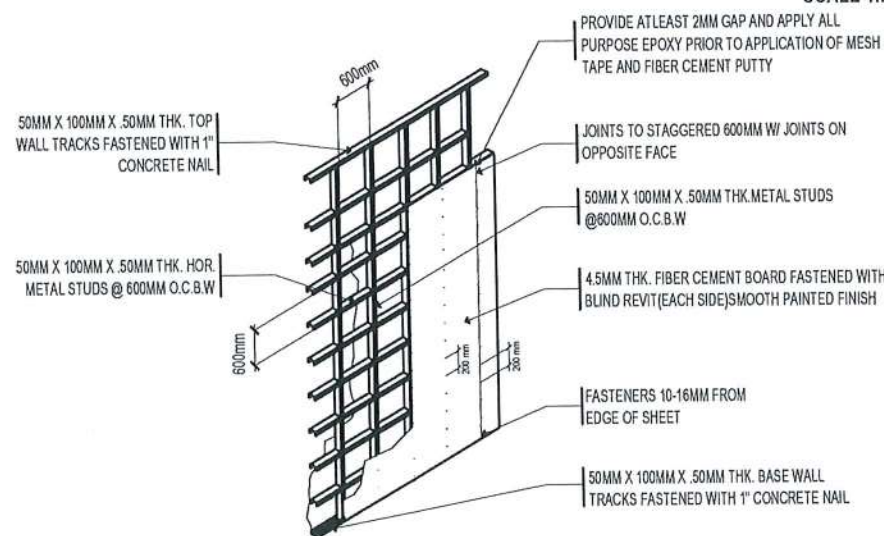 PROVIDE ATLEAST 2MM GAP AND APPLY ALL
PURPOSE EPOXY PRIOR TO APPLICATION OF MESH
TAPE AND FIBER CEMENT PUTTY
600mm
50MM X 100MM X .50MM THK. TOP
WALL TRACKS FASTENED WITH 1"
CONCRETE NAIL
JOINTS TO STAGGERED 600MM W/ JOINTS ON
OPPOSITE FACE
50MM X 100MM X .50MM THK.METAL STUDS
@600MM O.C.B.W
50MM X 100MM X .50MM THK. HOR.
METAL STUDS @ 600MM O.C.B.W
4.5MM THK. FIBER CEMENT BOARD FASTENED WITH
BLIND REVIT(EACH SIDE)SMOOTH PAINTED FINISH
600mm
200 mm
200 mm
FASTENERS 10-16MM FROM
EDGE OF SHEET
50MM X 100MM X .50MM THK. BASE WALL
TRACKS FASTENED WITH 1" CONCRETE NAIL